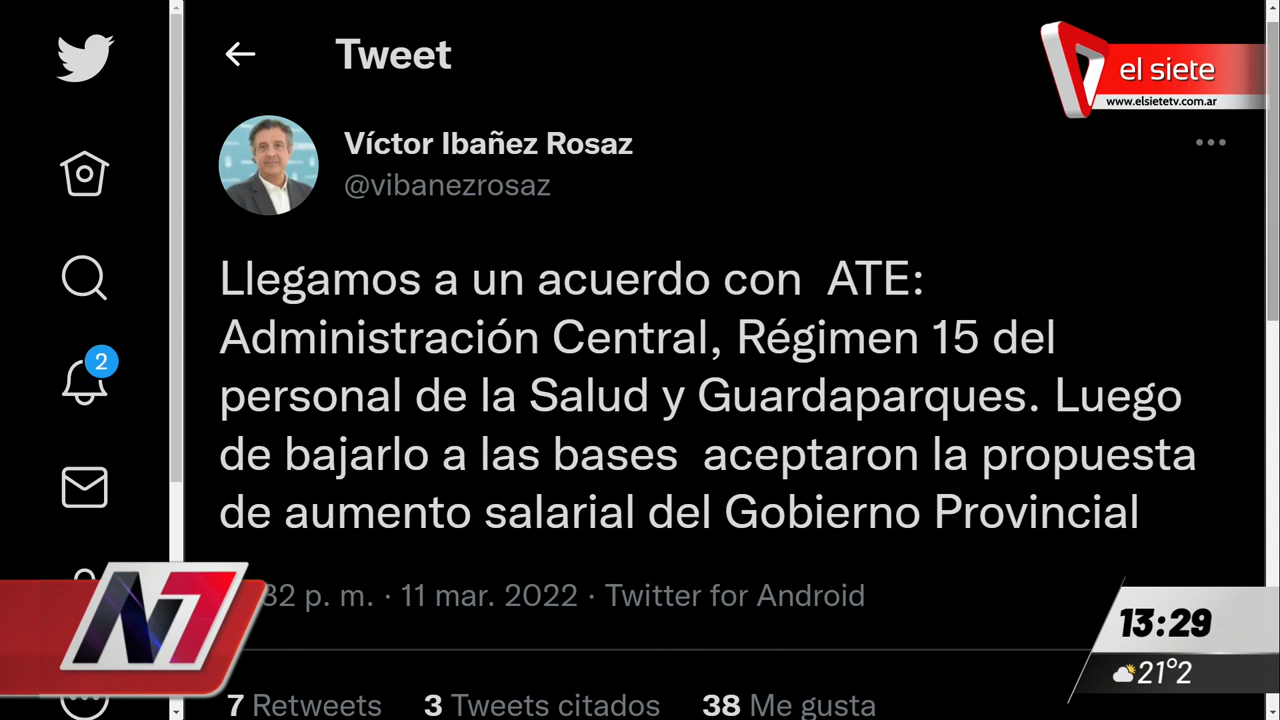 Tweet
el siete
www.elsietetv.com.ar
Víctor Ibañez Rosaz
@vibanezrosaz
2
Llegamos a un acuerdo con ATE:
Administración Central, Régimen 15 del
personal de la Salud y Guardaparques. Luego
de bajarlo a las bases aceptaron la propuesta
de aumento salarial del Gobierno Provincial
32 p. m. · 11 mar. 2022 · Twitter for Android
N7
13:29
21°2
7 Retweets 3 Tweets citados 38 Me gusta